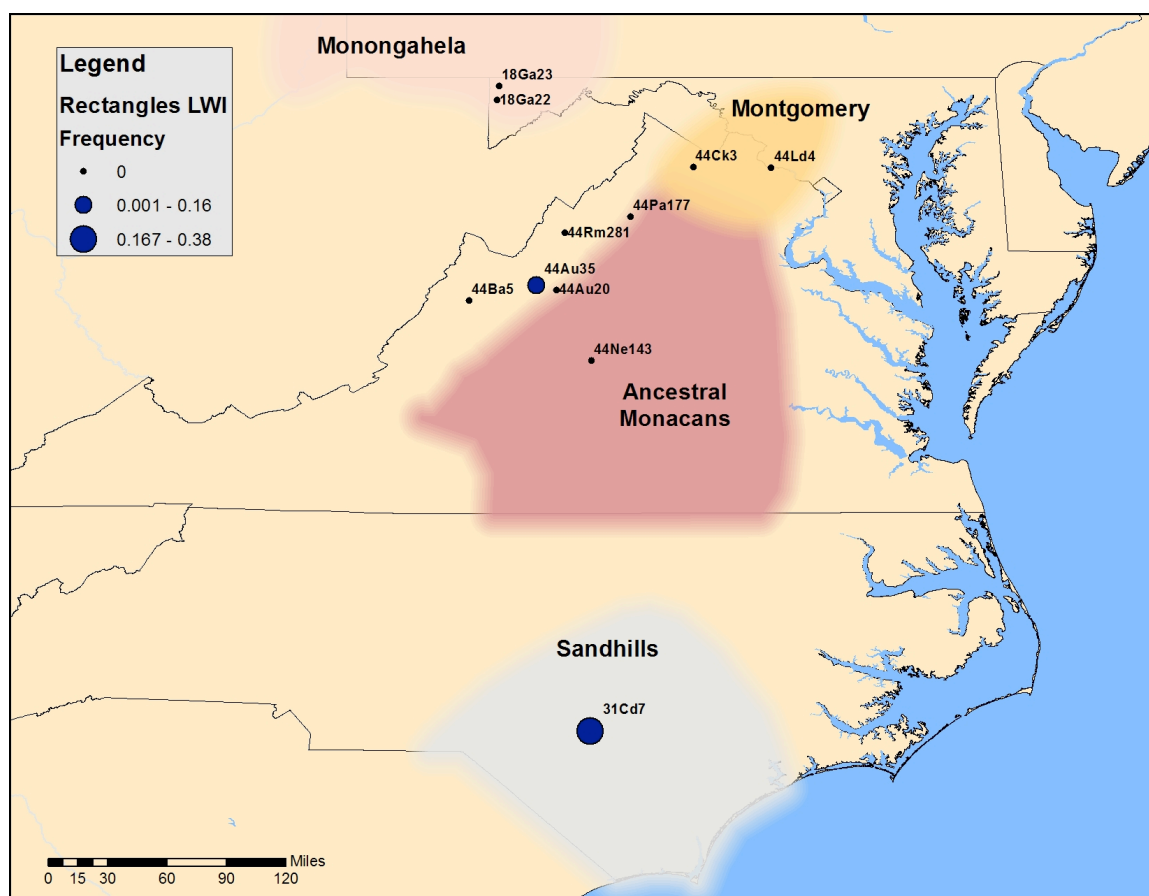 Monongahela
Legend
Rectangles LWI
Frequency
0
0.001 - 0.16
0.167 - 0.38
18Ga23
18Ga22
Montgomery
44Ck3
44Ld4
44Pa177
44Rm281
44Au35
44Au20
44Ba5
44Ne143
Ancestral
Monacans
Sandhills
31Cd7
Miles
0 15 30 60 90 120